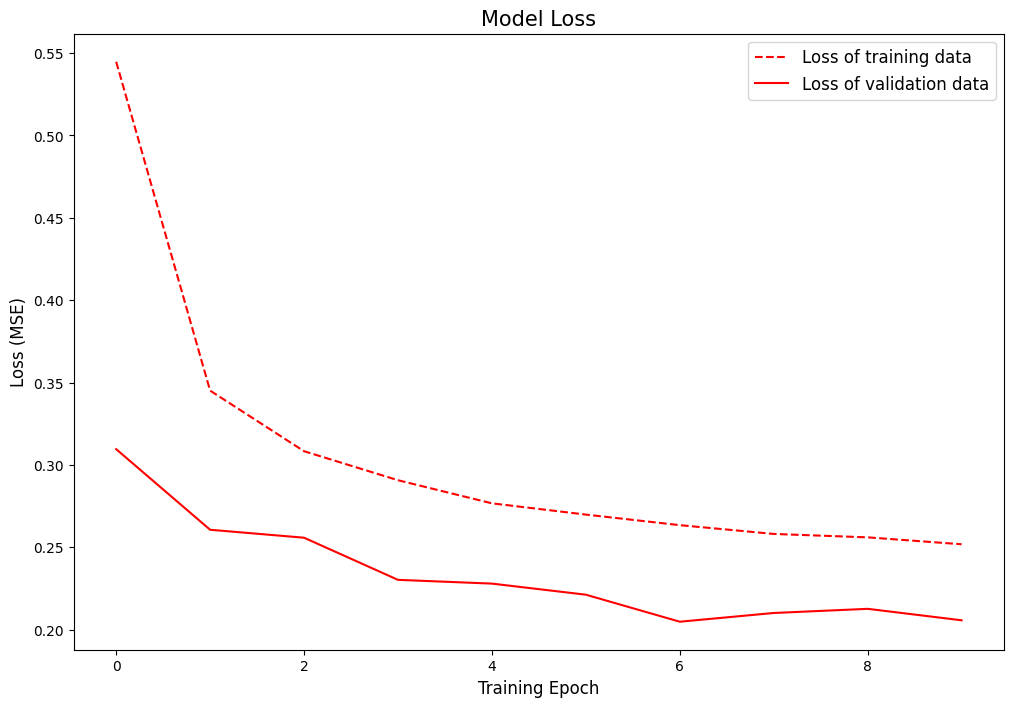 Model Loss
Loss of training data
Loss of validation data
Loss (MSE)
0.55
0.50
0.45
0.40
0.35
0.30
0.25
0.20
0 2 4 6 8
Training Epoch